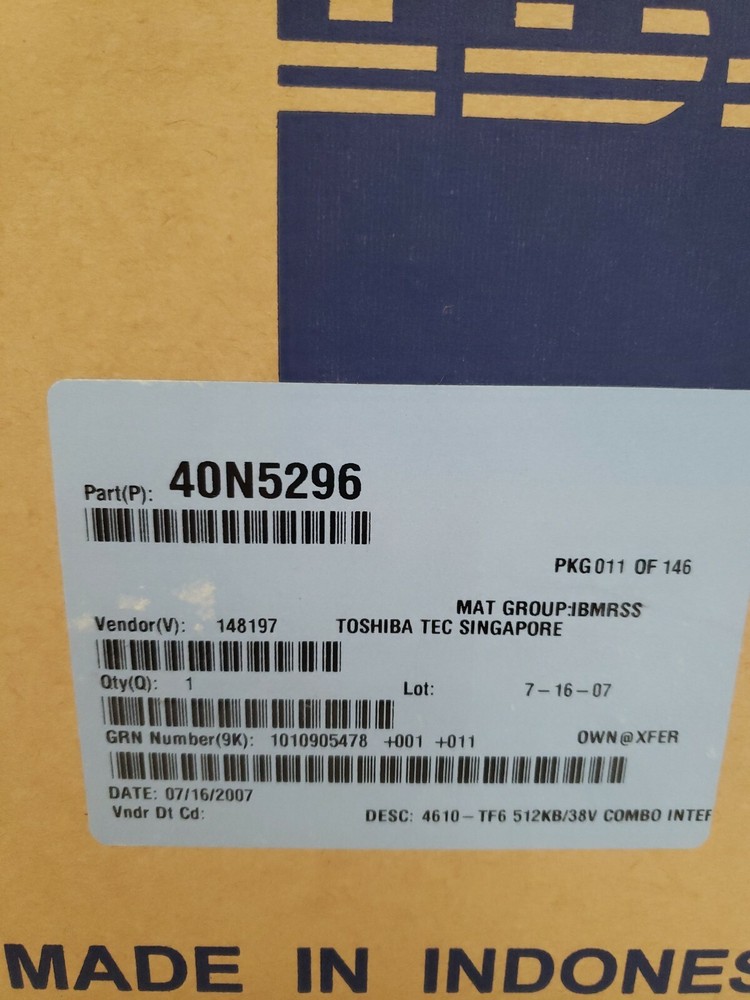 Part(P): 40N5296
PKG 011 OF 146
MAT GROUP:IBMRSS
Vendor(V): 148197 TOSHIBA TEC SINGAPORE
Qty(Q): 1 Lot: 7-16-07
GRN Number(9K): 1010905478 +001 +011 OWN@XFER
DATE: 07/16/2007
Vndr Dt Cd: DESC: 4610-TF6 512KB/38V COMBO INTEF
MADE IN INDONES